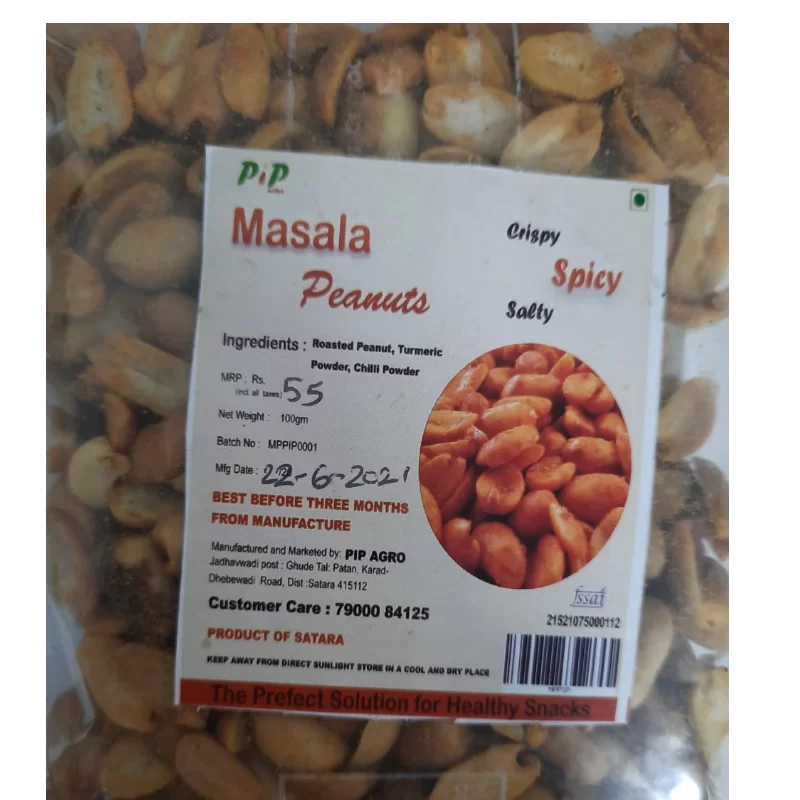 PiP
Masala
Peanuts
Crispy
Spicy
Salty
Ingredients : Roasted Peanut, Turmeric
Powder, Chilli Powder
MRP : Rs. 55
(incl. all taxes)
Net Weight : 100gm
Batch No : MPPIP0001
Mfg Date : 22-6-2021
BEST BEFORE THREE MONTHS
FROM MANUFACTURE
Manufactured and Marketed by: PIP AGRO
Jadhavwadi post : Ghude Tal: Patan, Karad-
Dhebewadi Road, Dist :Satara 415112
Customer Care : 79000 84125
PRODUCT OF SATARA
KEEP AWAY FROM DIRECT SUNLIGHT STORE IN A COOL AND DRY PLACE
fssai
21521075000112
The Prefect Solution for Healthy Snacks